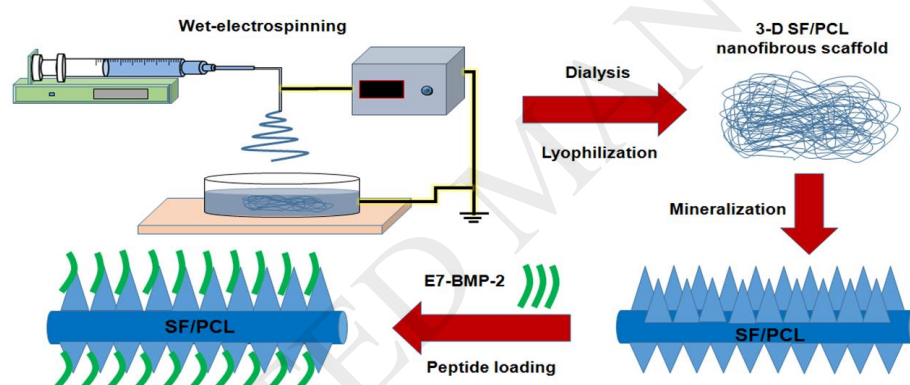 Wet-electrospinning
3-D SF/PCL
nanofibrous scaffold
Dialysis
Lyophilization
Mineralization
E7-BMP-2
SF/PCL
SF/PCL
Peptide loading